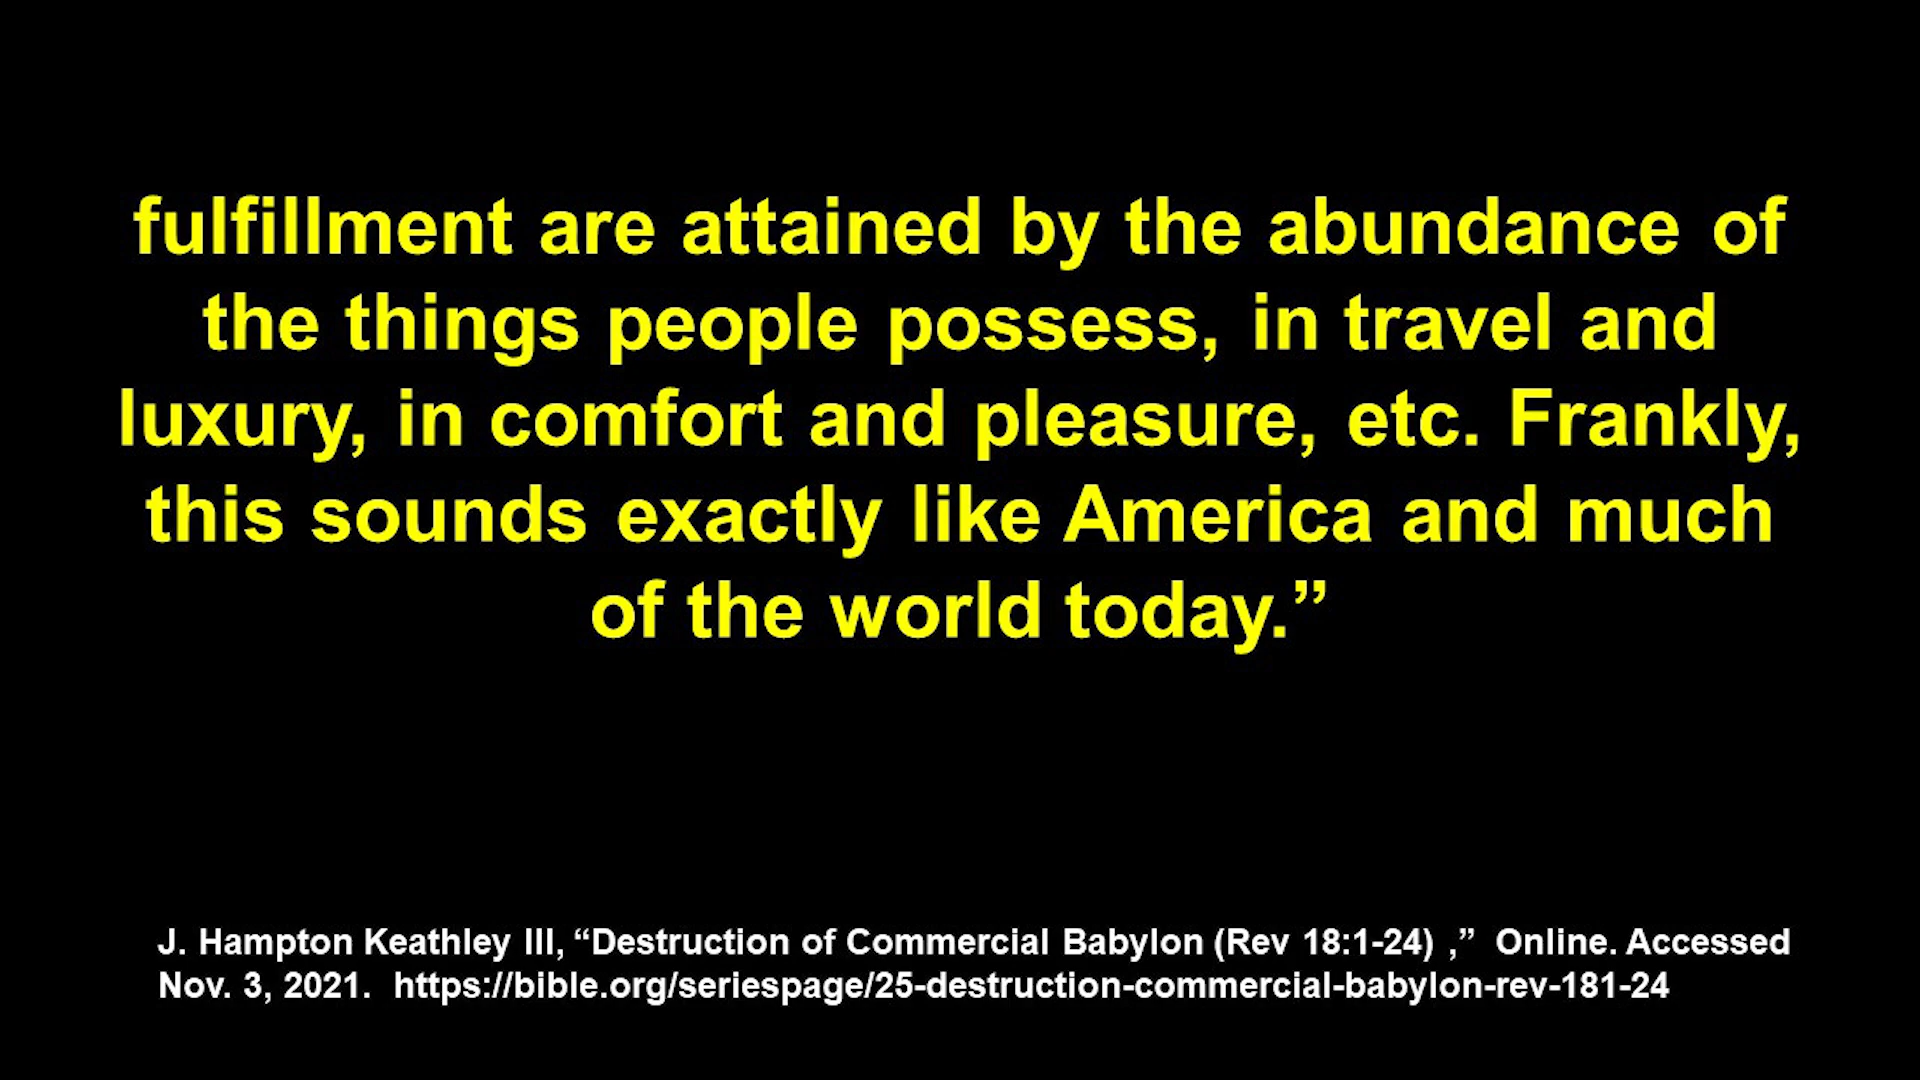 fulfillment are attained by the abundance of
the things people possess, in travel and
luxury, in comfort and pleasure, etc. Frankly,
this sounds exactly like America and much
of the world today.”
J. Hampton Keathley III, “Destruction of Commercial Babylon (Rev 18:1-24) ,” Online. Accessed
Nov. 3, 2021. https://bible.org/seriespage/25-destruction-commercial-babylon-rev-181-24